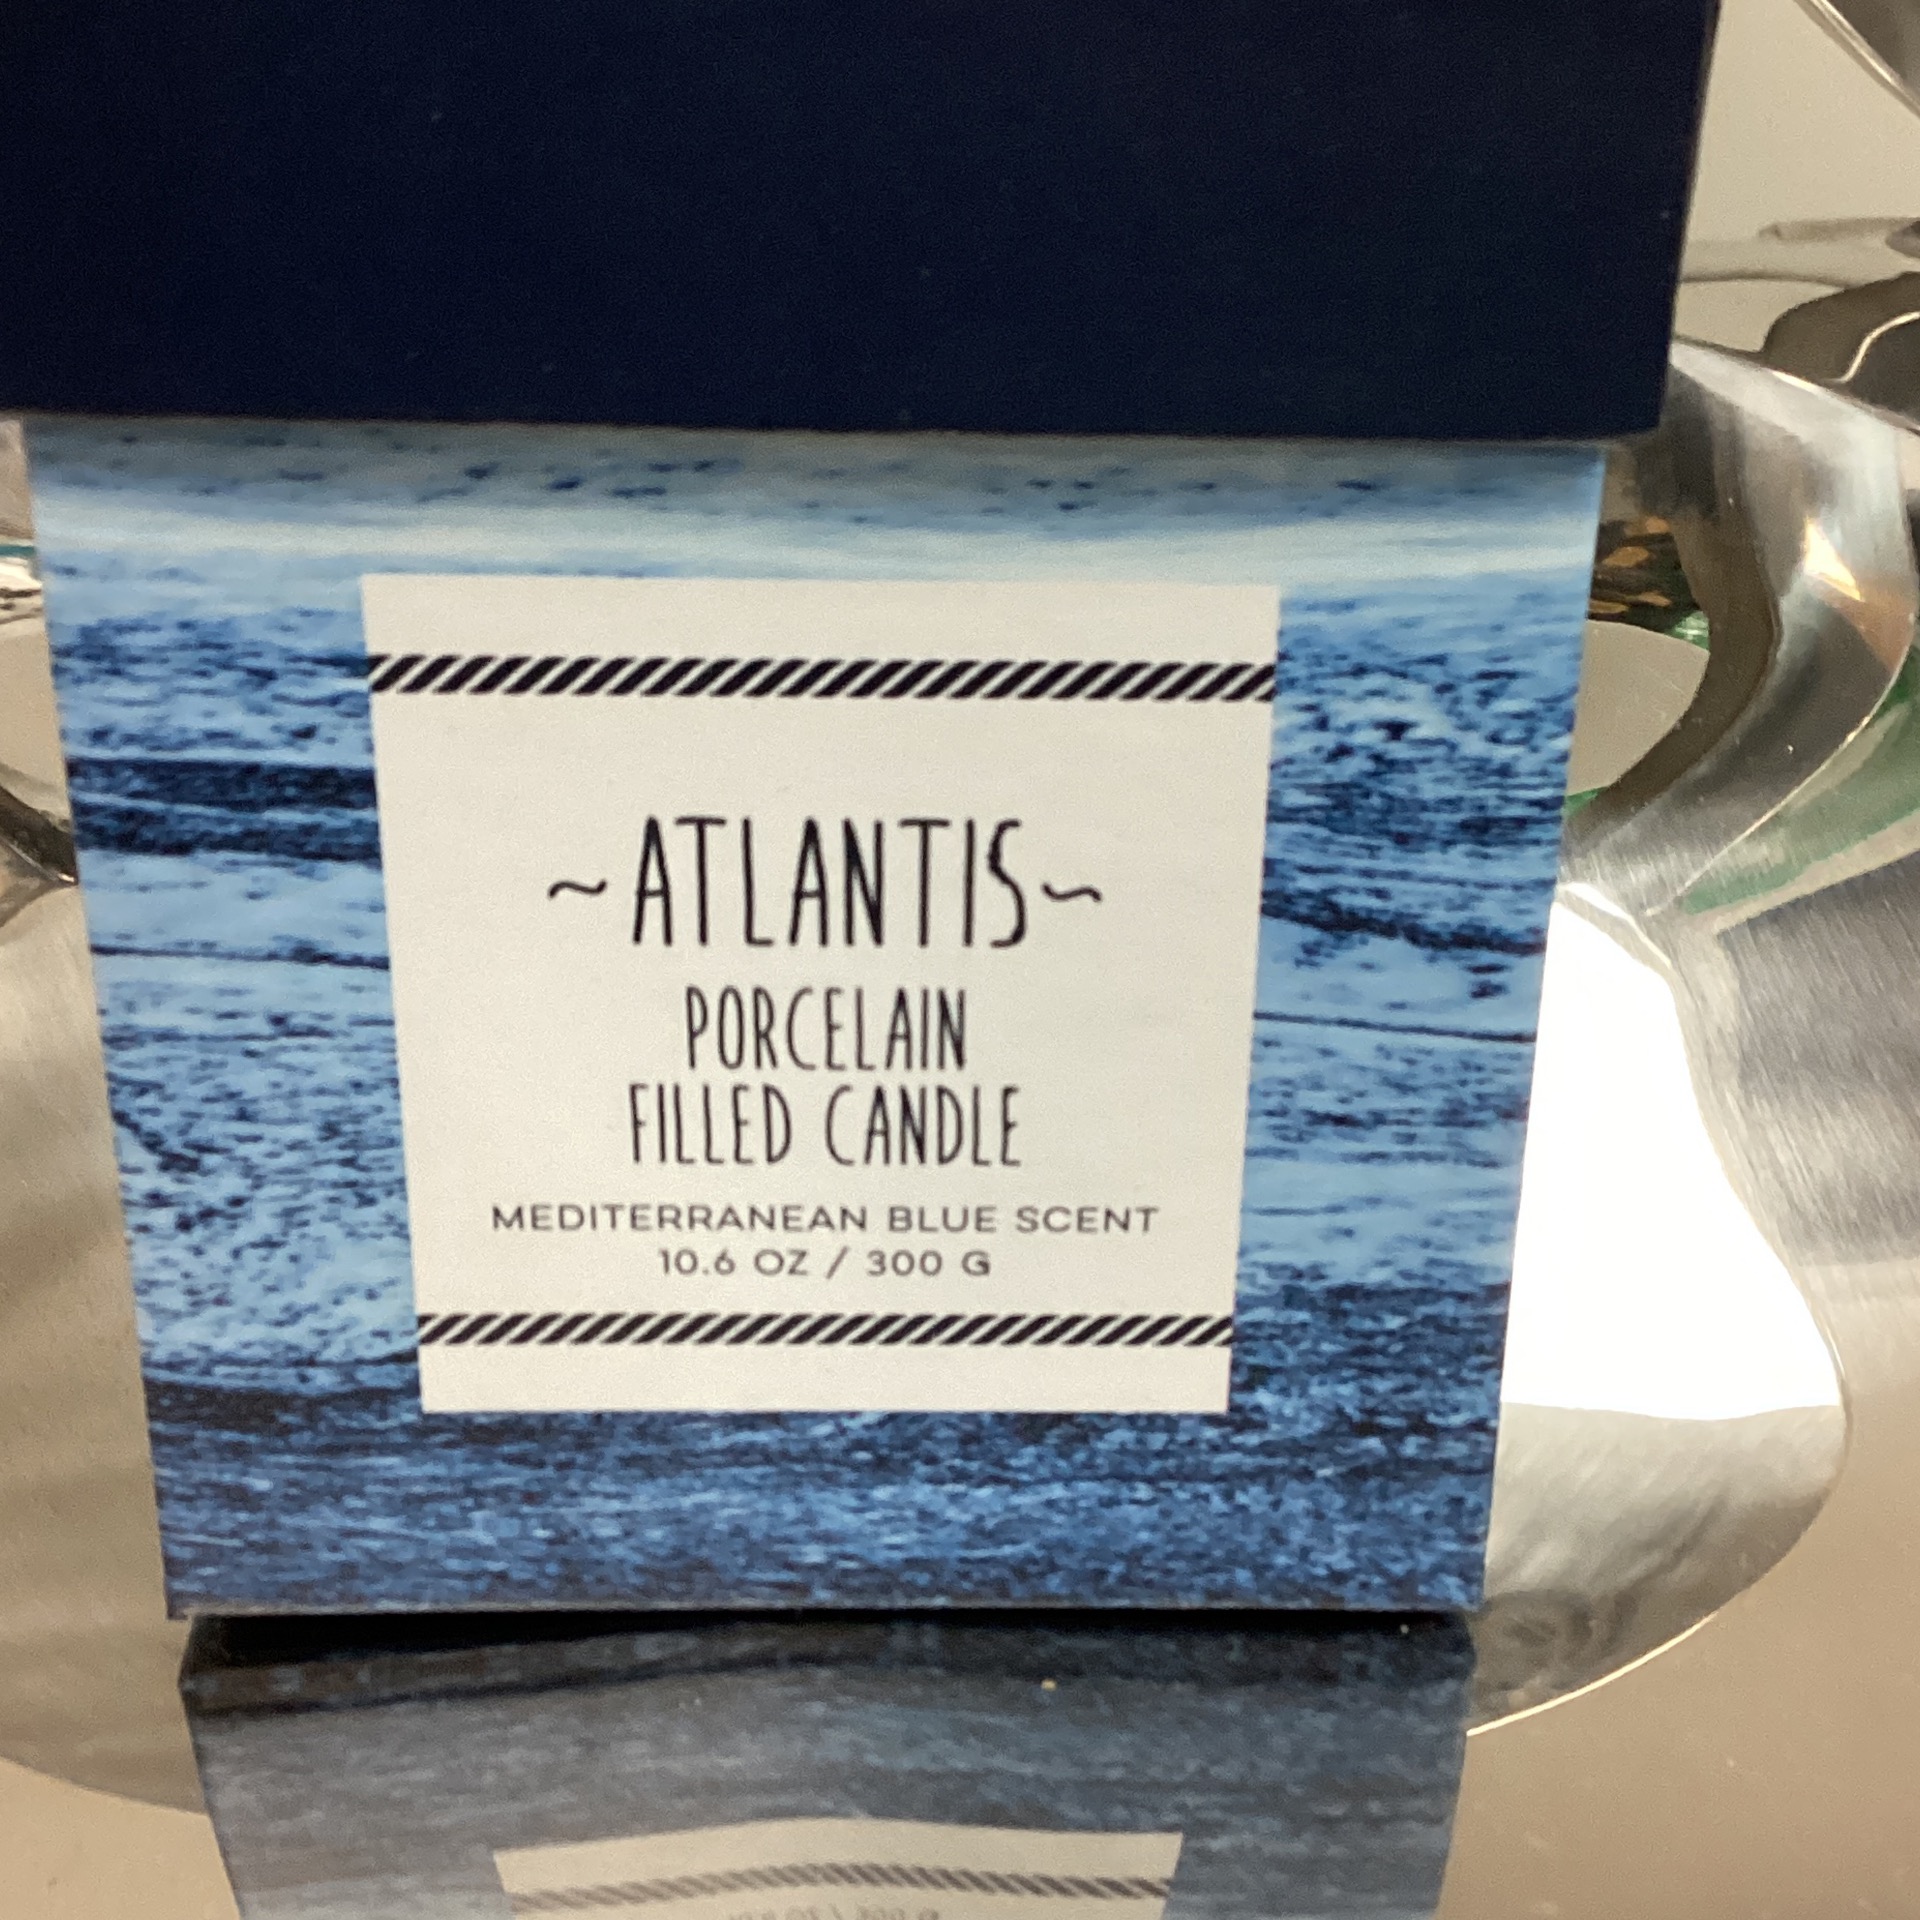 ~ATLANTIS~
PORCELAIN
FILLED CANDLE
MEDITERRANEAN BLUE SCENT
10.6 OZ / 300 G